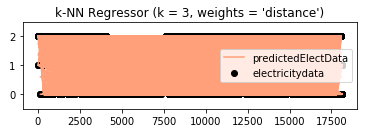 k-NN Regressor (k = 3, weights = 'distance')
2
1
0
predictedElectData
electricitydata
0 2500 5000 7500 10000 12500 15000 17500